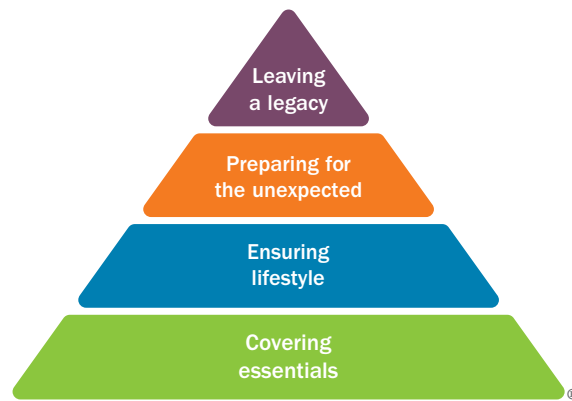 Leaving
a legacy
Preparing for
the unexpected
Ensuring
lifestyle
Covering
essentials
®